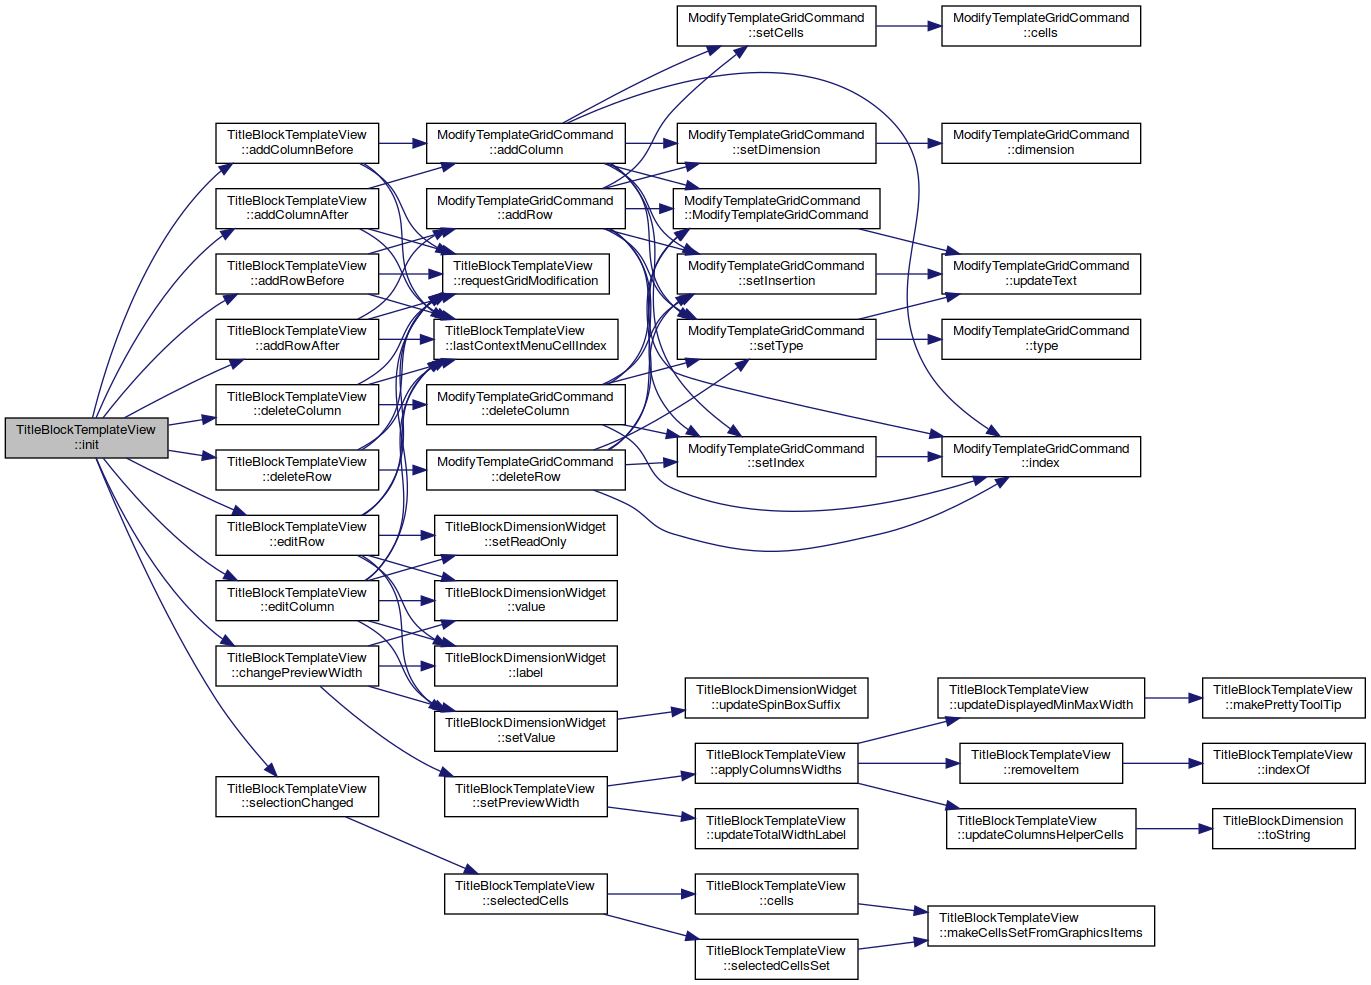 ModifyTemplateGridCommand
::setCells
ModifyTemplateGridCommand
::cells
TitleBlockTemplateView
::addColumnBefore
ModifyTemplateGridCommand
::addColumn
ModifyTemplateGridCommand
::setDimension
ModifyTemplateGridCommand
::dimension
TitleBlockTemplateView
::addColumnAfter
ModifyTemplateGridCommand
::addRow
ModifyTemplateGridCommand
::ModifyTemplateGridCommand
TitleBlockTemplateView
::addRowBefore
TitleBlockTemplateView
::requestGridModification
ModifyTemplateGridCommand
::setInsertion
ModifyTemplateGridCommand
::updateText
TitleBlockTemplateView
::addRowAfter
TitleBlockTemplateView
::lastContextMenuCellIndex
ModifyTemplateGridCommand
::setType
ModifyTemplateGridCommand
::type
TitleBlockTemplateView
::deleteColumn
ModifyTemplateGridCommand
::deleteColumn
TitleBlockTemplateView
::init
TitleBlockTemplateView
::deleteRow
ModifyTemplateGridCommand
::deleteRow
ModifyTemplateGridCommand
::setIndex
ModifyTemplateGridCommand
::index
TitleBlockTemplateView
::editRow
TitleBlockDimensionWidget
::setReadOnly
TitleBlockTemplateView
::editColumn
TitleBlockDimensionWidget
::value
TitleBlockTemplateView
::changePreviewWidth
TitleBlockDimensionWidget
::label
TitleBlockDimensionWidget
::setValue
TitleBlockDimensionWidget
::updateSpinBoxSuffix
TitleBlockTemplateView
::updateDisplayedMinMaxWidth
TitleBlockTemplateView
::makePrettyToolTip
TitleBlockTemplateView
::applyColumnsWidths
TitleBlockTemplateView
::removeItem
TitleBlockTemplateView
::indexOf
TitleBlockTemplateView
::selectionChanged
TitleBlockTemplateView
::setPreviewWidth
TitleBlockTemplateView
::updateTotalWidthLabel
TitleBlockTemplateView
::updateColumnsHelperCells
TitleBlockDimension
::toString
TitleBlockTemplateView
::selectedCells
TitleBlockTemplateView
::cells
TitleBlockTemplateView
::makeCellsSetFromGraphicsItems
TitleBlockTemplateView
::selectedCellsSet